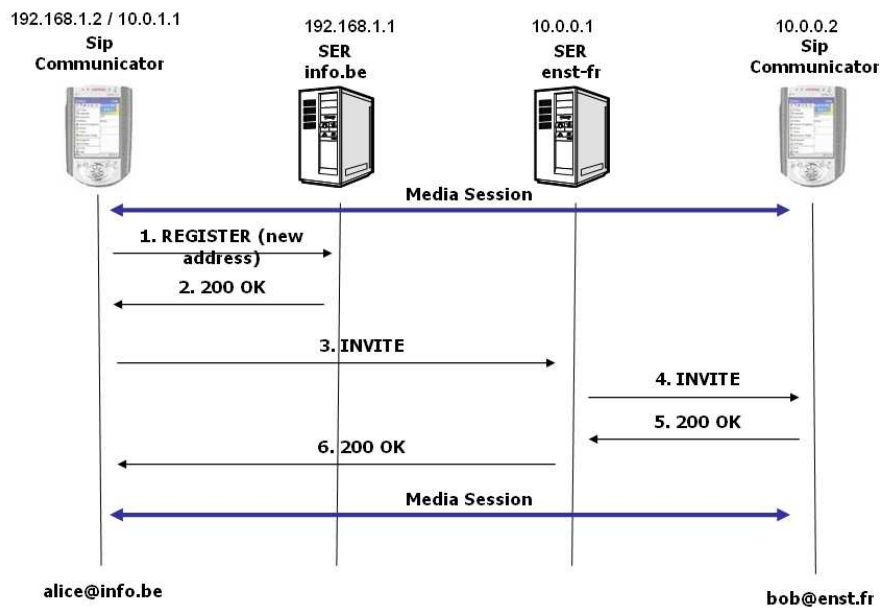 192.168.1.2 / 10.0.1.1
Sip
Communicator
192.168.1.1
SER
info.be
10.0.0.1
SER
enst-fr
10.0.0.2
Sip
Communicator
Media Session
1. REGISTER (new
address)
2. 200 OK
3. INVITE
4. INVITE
5. 200 OK
6. 200 OK
Media Session
alice@info.be
bob@enst.fr